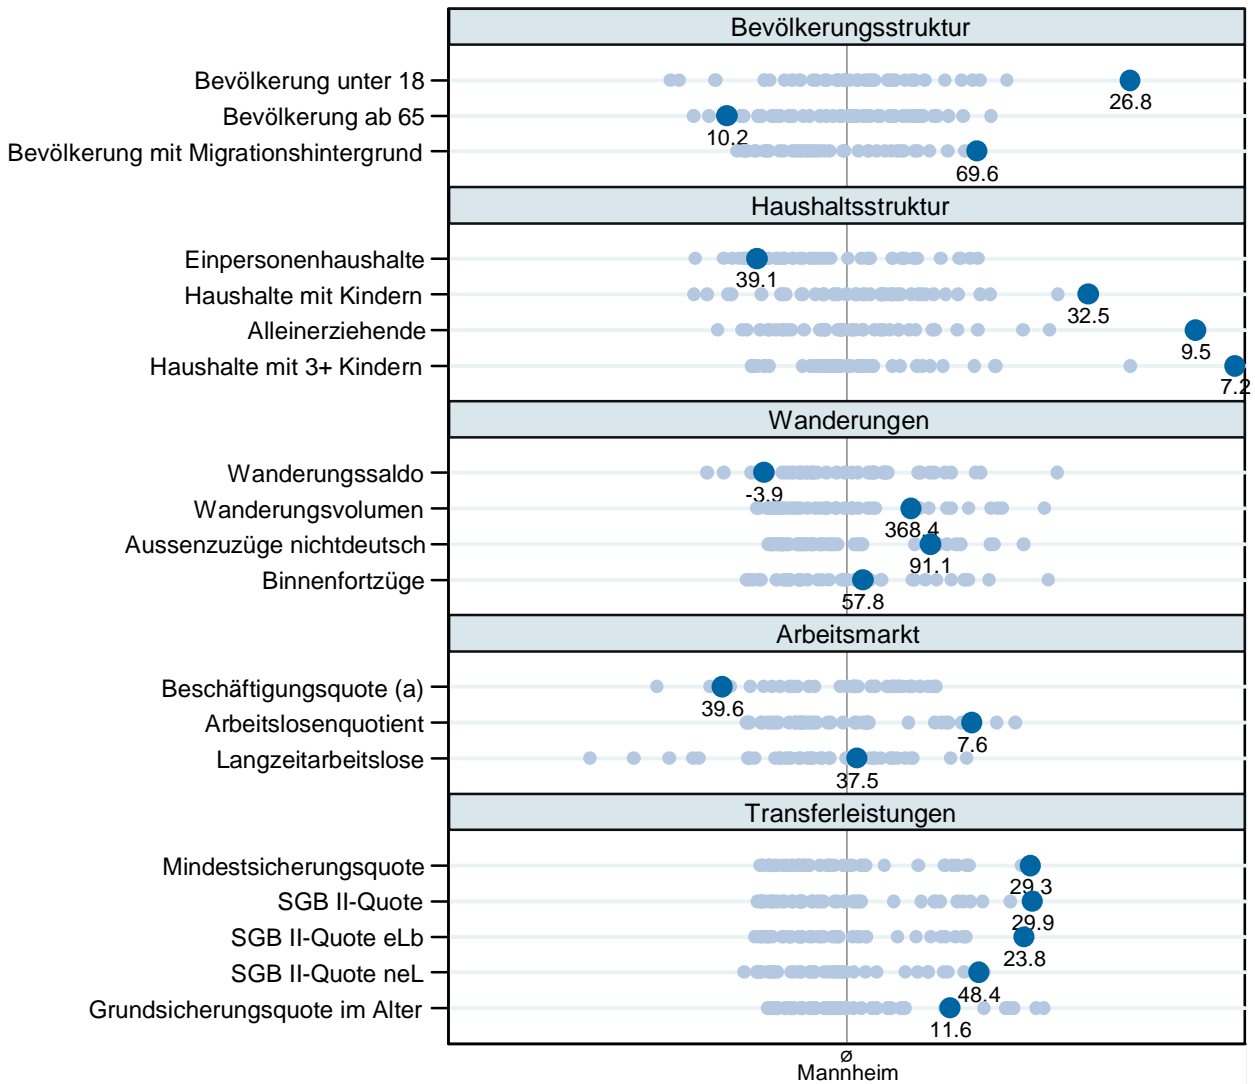 Bevölkerungsstruktur
Bevölkerung unter 18
26.8
Bevölkerung ab 65
10.2
Bevölkerung mit Migrationshintergrund
69.6
Haushaltsstruktur
Einpersonenhaushalte
39.1
Haushalte mit Kindern
32.5
Alleinerziehende
9.5
Haushalte mit 3+ Kindern
7.2
Wanderungen
Wanderungssaldo
-3.9
Wanderungsvolumen
368.4
Aussenzuzüge nichtdeutsch
91.1
Binnenfortzüge
57.8
Arbeitsmarkt
Beschäftigungsquote (a)
39.6
Arbeitslosenquotient
7.6
Langzeitarbeitslose
37.5
Transferleistungen
Mindestsicherungsquote
29.3
SGB II-Quote
29.9
SGB II-Quote eLb
23.8
SGB II-Quote neL
48.4
Grundsicherungsquote im Alter
11.6
ø
Mannheim